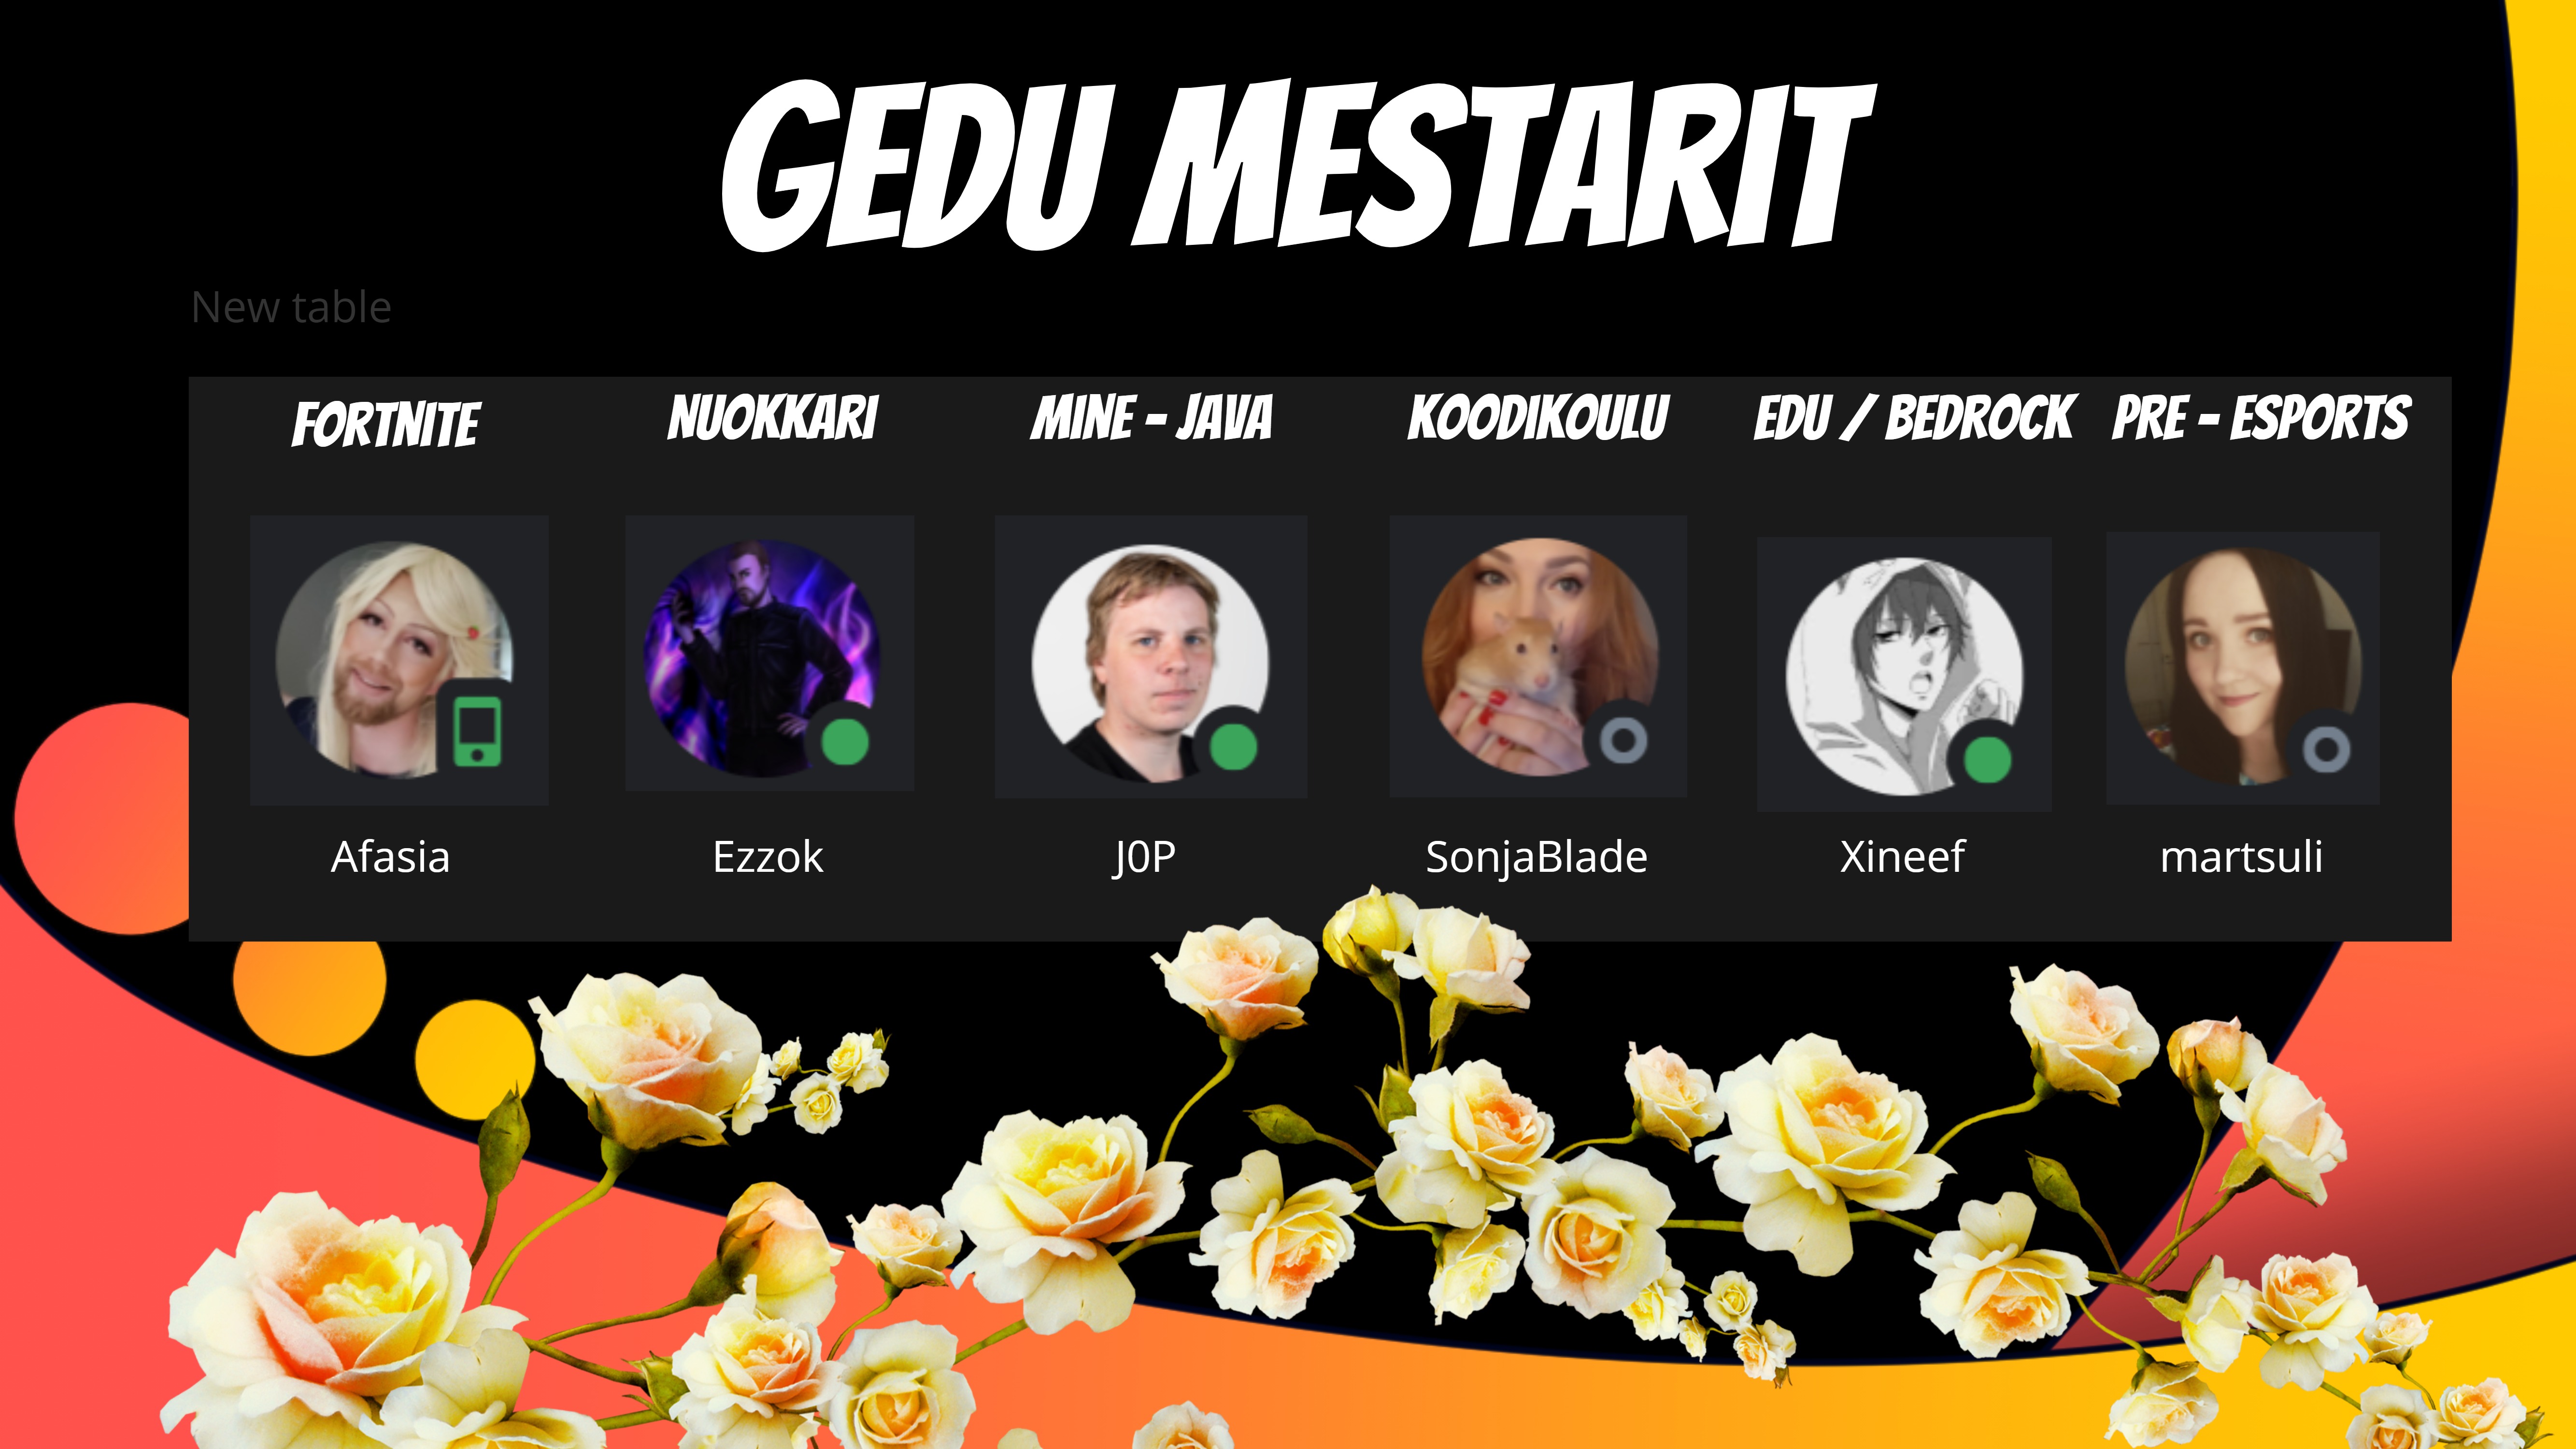 GEDU MESTARIT
New table
FORTNITE
NUOKKARI
MINE - JAVA
KOODIKOULU
EDU / BEDROCK
PRE - ESPORTS
Afasia
Ezzok
J0P
SonjaBlade
Xineef
martsuli